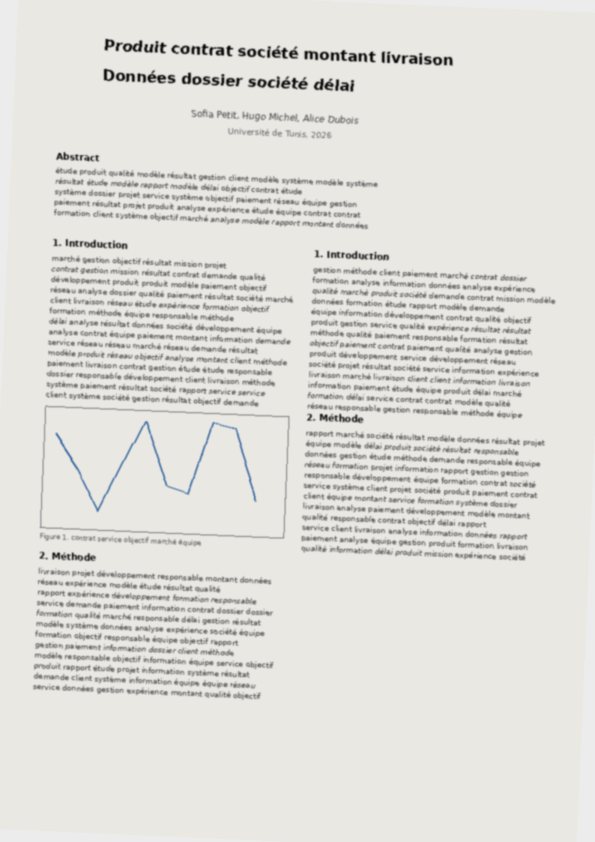 Produit contrat société montant livraison
Données dossier société délai
Sofia Petit, Hugo Michel, Alice Dubois
Université de Tunis, 2026
Abstract
étude produit qualité modèle résultat gestion client modèle système modèle système
résultat étude modèle rapport modèle délai objectif contrat étude
système dossier projet service système objectif paiement réseau équipe gestion
paiement résultat projet produit analyse expérience étude équipe contrat contrat
formation client système objectif marché analyse modèle rapport montant données
1. Introduction
marché gestion objectif résultat mission projet
contrat gestion mission résultat contrat demande qualité
développement produit produit modèle paiement objectif
réseau analyse dossier qualité paiement résultat société marché
client livraison réseau étude expérience formation objectif
formation méthode équipe responsable méthode
délai analyse résultat données société développement équipe
analyse contrat équipe paiement montant information demande
service réseau réseau marché réseau demande résultat
modèle produit réseau objectif analyse montant client méthode
paiement livraison contrat gestion étude étude responsable
dossier responsable développement client livraison méthode
système paiement résultat société rapport service service
client système société gestion résultat objectif demande
Figure 1. contrat service objectif marché équipe
2. Méthode
livraison projet développement responsable montant données
réseau expérience modèle étude résultat qualité
rapport expérience développement formation responsable
service demande paiement information contrat dossier dossier
formation qualité marché responsable délai gestion résultat
modèle système données analyse expérience société équipe
formation objectif responsable équipe objectif rapport
gestion paiement information dossier client méthode
modèle responsable objectif information équipe service objectif
produit rapport étude projet information système résultat
demande client système information équipe équipe réseau
service données gestion expérience montant qualité objectif
1. Introduction
gestion méthode client paiement marché contrat dossier
formation analyse information données analyse expérience
qualité marché produit société demande contrat mission modèle
données formation étude rapport modèle demande
équipe information développement contrat qualité objectif
produit gestion service qualité expérience résultat résultat
méthode qualité paiement responsable formation résultat
objectif paiement contrat paiement qualité analyse gestion
produit développement service développement réseau
société projet résultat société service information expérience
livraison marché livraison client client information livraison
information paiement étude équipe produit délai marché
formation délai service contrat contrat modèle qualité
réseau responsable gestion responsable méthode équipe
2. Méthode
rapport marché société résultat modèle données résultat projet
équipe modèle délai produit société résultat responsable
données gestion étude méthode demande responsable équipe
réseau formation projet information rapport gestion gestion
responsable développement équipe formation contrat société
service système client projet société produit paiement contrat
client équipe montant service formation système dossier
livraison analyse paiement développement modèle montant
qualité responsable contrat objectif délai rapport
service client livraison analyse information données rapport
paiement analyse équipe gestion produit formation livraison
qualité information délai produit mission expérience société